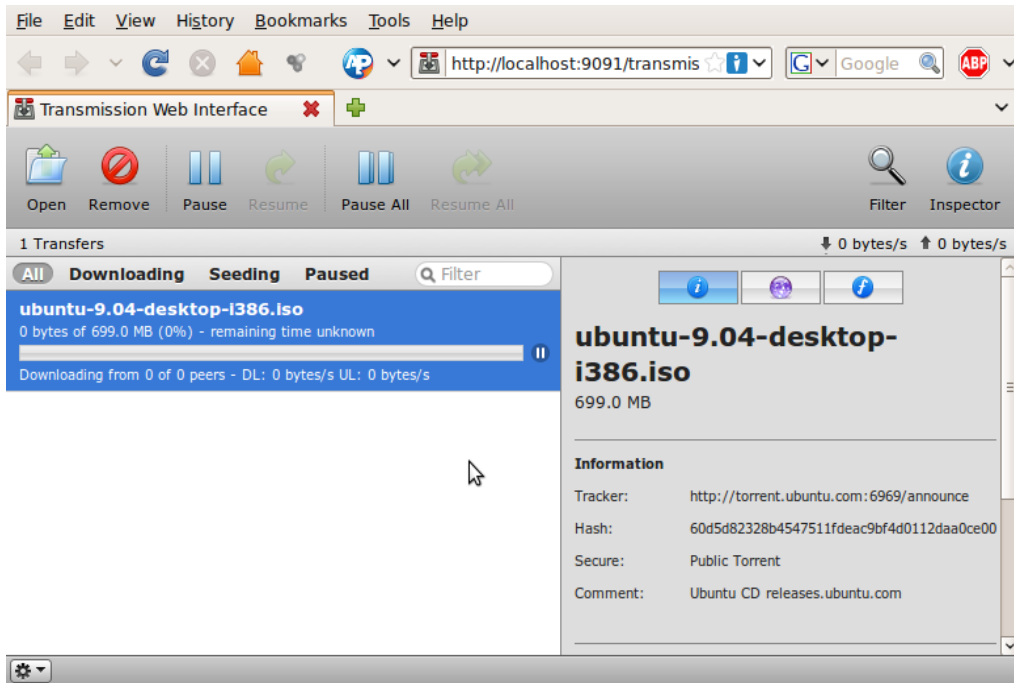 File Edit View History Bookmarks Tools Help
http://localhost:9091/transmis
Google
ABP
Transmission Web Interface
Open Remove Pause Resume Pause All Resume All Filter Inspector
1 Transfers
0 bytes/s 0 bytes/s
All Downloading Seeding Paused Filter
ubuntu-9.04-desktop-i386.iso
0 bytes of 699.0 MB (0%) - remaining time unknown
Downloading from 0 of 0 peers - DL: 0 bytes/s UL: 0 bytes/s
ubuntu-9.04-desktop-
i386.iso
699.0 MB
Information
Tracker: http://torrent.ubuntu.com:6969/announce
Hash: 60d5d82328b4547511fdeac9bf4d0112daa0ce00
Secure: Public Torrent
Comment: Ubuntu CD releases.ubuntu.com